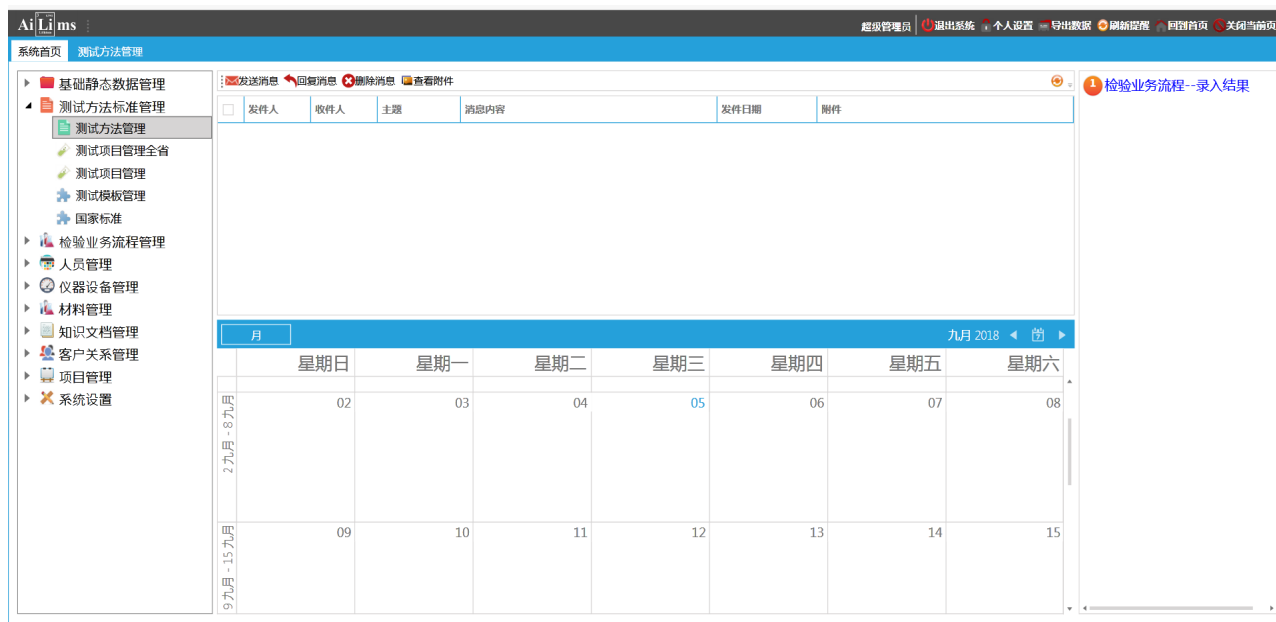 AiLims
超级管理员 退出系统 个人设置 导出数据 刷新提醒 回到首页 关闭当前页
系统首页 测试方法管理
基础静态数据管理
测试方法标准管理
测试方法管理
测试项目管理全省
测试项目管理
测试模板管理
国家标准
检验业务流程管理
人员管理
仪器设备管理
材料管理
知识文档管理
客户关系管理
项目管理
系统设置
发送消息 回复消息 删除消息 查看附件
发件人 收件人 主题 消息内容 发件日期 附件
月 九月 2018
星期日 星期一 星期二 星期三 星期四 星期五 星期六
2 九月 - 8 九月
02 03 04 05 06 07 08
9 九月 - 15 九月
09 10 11 12 13 14 15
1 检验业务流程--录入结果